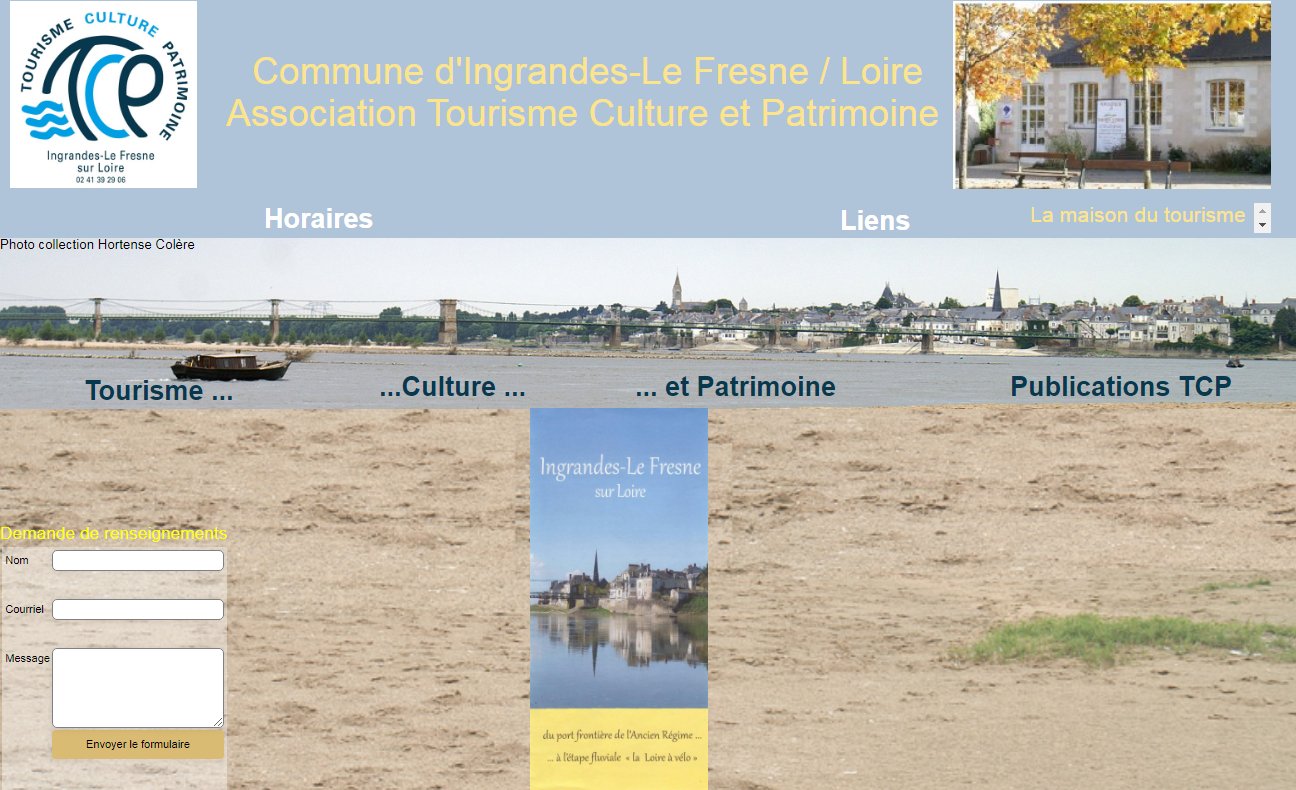 TOURISME CULTURE PATRIMOINE
TCP
Ingrandes-Le Fresne
sur Loire
02 41 39 29 06
Commune d'Ingrandes-Le Fresne / Loire
Association Tourisme Culture et Patrimoine
Horaires
Liens
La maison du tourisme
Photo collection Hortense Colère
Tourisme ...
...Culture ...
... et Patrimoine
Publications TCP
Ingrandes-Le Fresne
sur Loire
du port frontière de l'Ancien Régime ...
... à l'étape fluviale « la Loire à vélo »
Demande de renseignements
Nom
Courriel
Message
Envoyer le formulaire